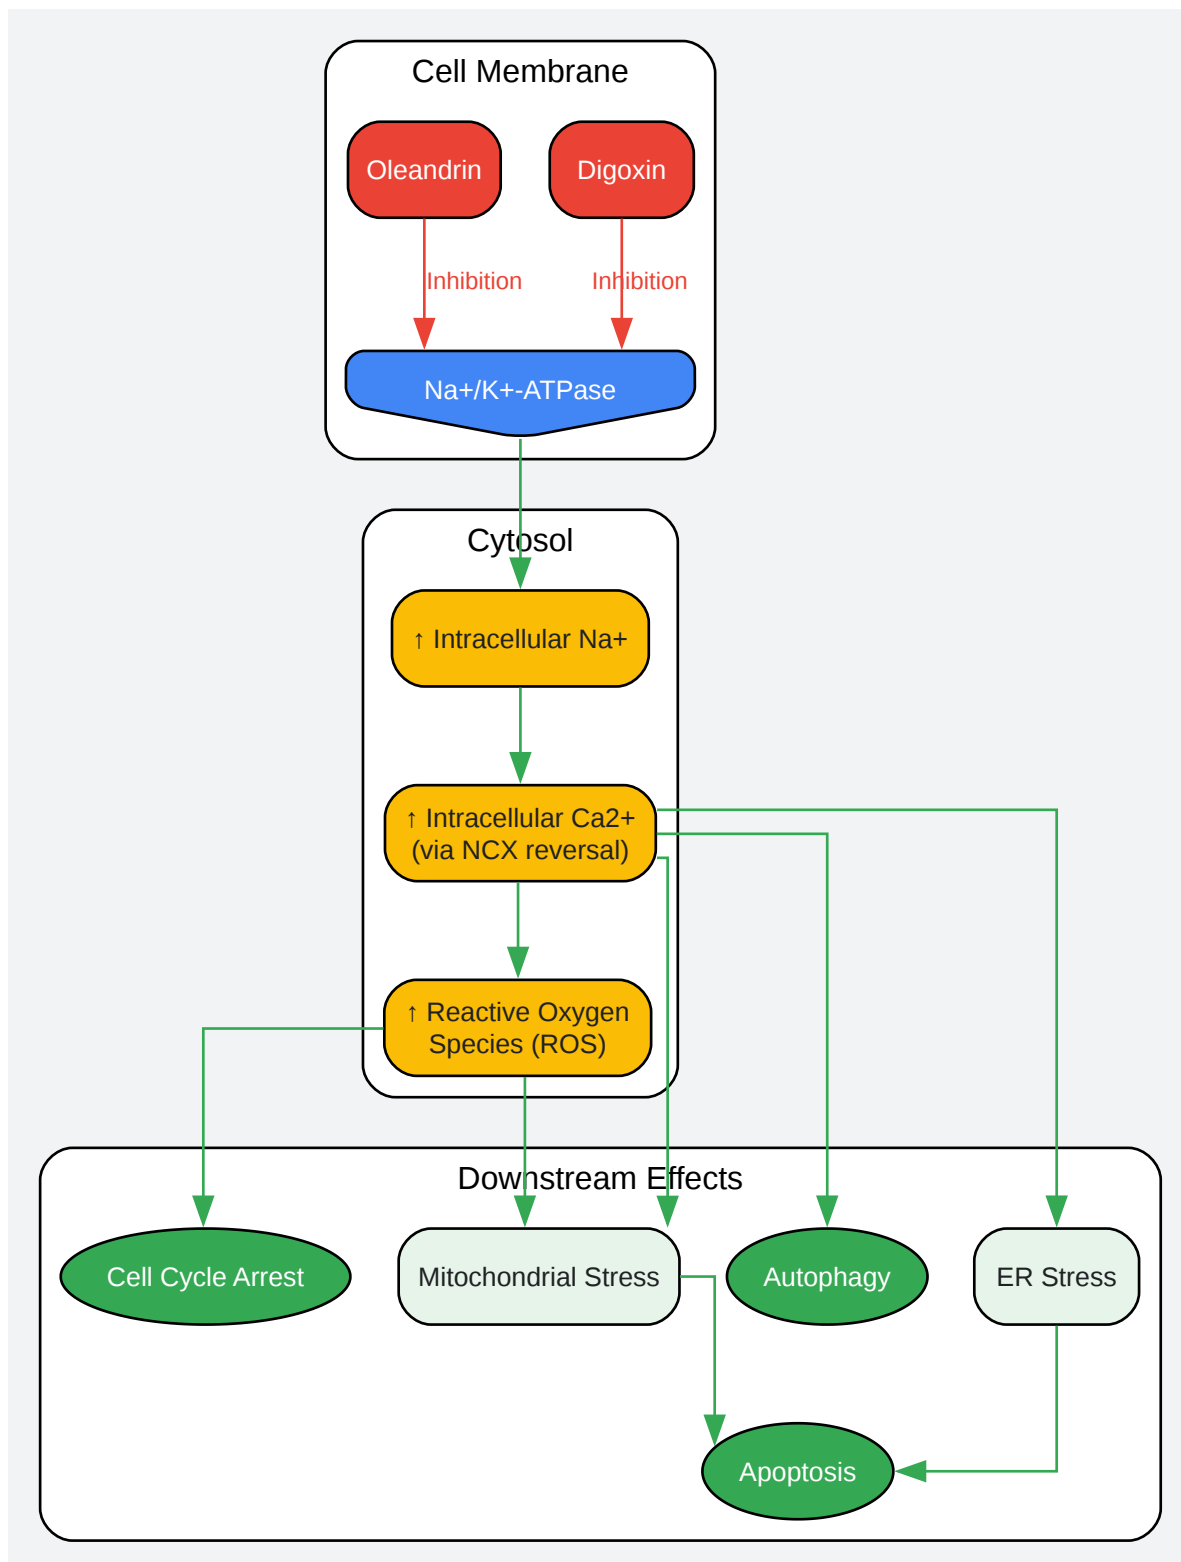 Cell Membrane
Oleandrin
Digoxin
Inhibition
Inhibition
Na+/K+-ATPase
Cytosol
↑ Intracellular Na+
↑ Intracellular Ca2+
(via NCX reversal)
↑ Reactive Oxygen
Species (ROS)
Downstream Effects
Cell Cycle Arrest
Mitochondrial Stress
Autophagy
ER Stress
Apoptosis